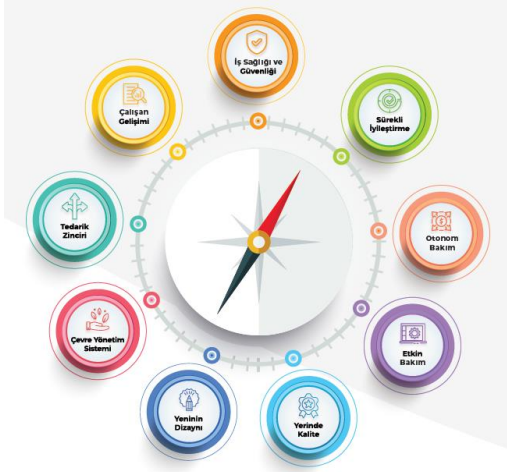 İş Sağlığı ve
Güvenliği
Sürekli
İyileştirme
Otonom
Bakım
Etkin
Bakım
Yerinde
Kalite
Yeninin
Dizaynı
Çevre Yönetim
Sistemi
Tedarik
Zinciri
Çalışan
Gelişimi